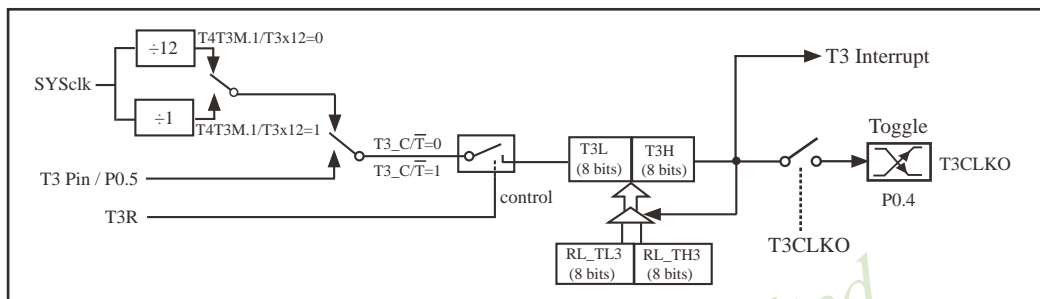 ÷12
T4T3M.1/T3x12=0
SYSclk
÷1
T4T3M.1/T3x12=1
T3 Interrupt
T3_C/T̅=0
T3_C/T̅=1
T3 Pin / P0.5
control
T3R
T3L
(8 bits)
T3H
(8 bits)
Toggle
T3CLKO
P0.4
T3CLKO
RL_TL3
(8 bits)
RL_TH3
(8 bits)